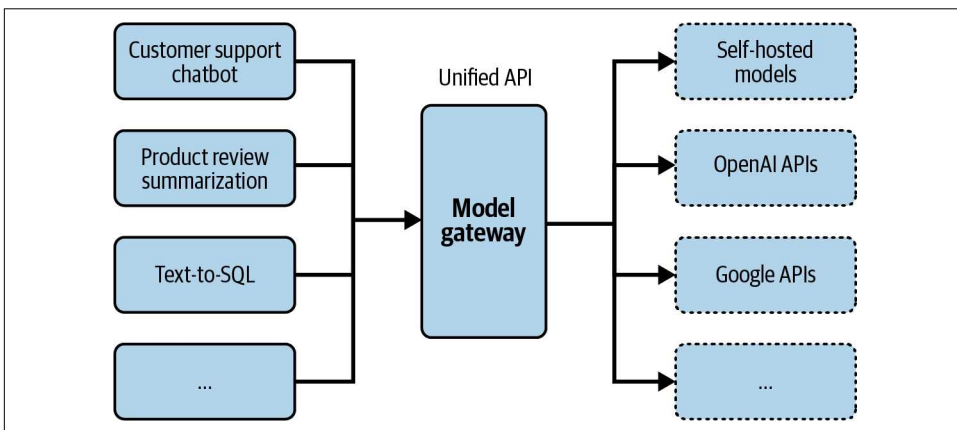 Customer support
chatbot
Product review
summarization
Text-to-SQL
...
Unified API
Model
gateway
Self-hosted
models
OpenAI APIs
Google APIs
...